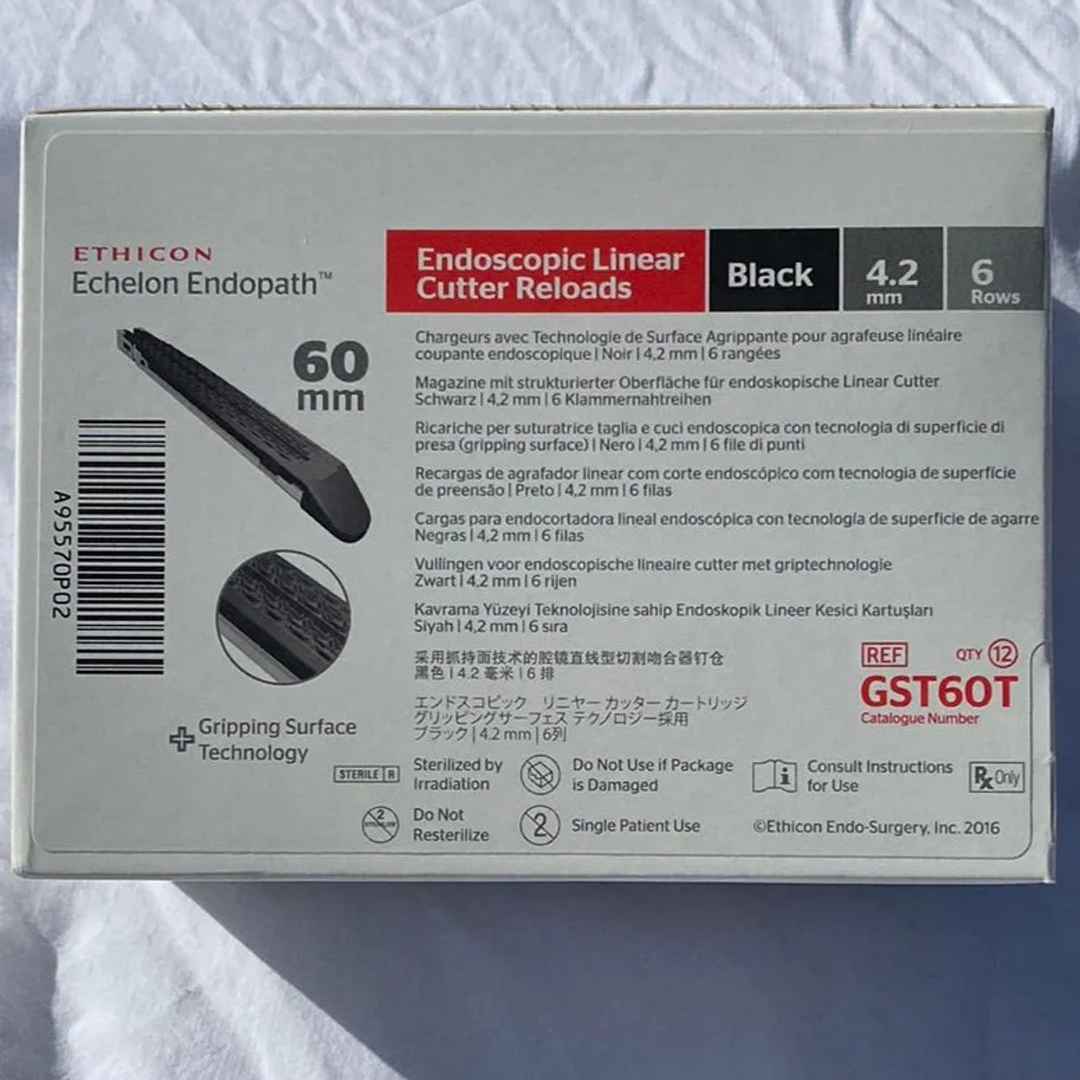 ETHICON
Echelon Endopath™
60
mm
A95570P02
Gripping Surface
Technology
Endoscopic Linear
Cutter Reloads
Black
4.2
mm
6
Rows
Chargeurs avec Technologie de Surface Agrippante pour agrafeuse linéaire
coupante endoscopique | Noir | 4,2 mm | 6 rangées
Magazine mit strukturierter Oberfläche für endoskopische Linear Cutter
Schwarz | 4,2 mm | 6 Klammernahtreihen
Ricariche per suturatrice taglia e cuci endoscopica con tecnologia di superficie di
presa (gripping surface) | Nero | 4,2 mm | 6 file di punti
Recargas de agrafador linear com corte endoscópico com tecnologia de superfície
de preensão | Preto | 4,2 mm | 6 filas
Cargas para endocortadora lineal endoscópica con tecnología de superficie de agarre
Negras | 4,2 mm | 6 filas
Vullingen voor endoscopische lineaire cutter met griptechnologie
Zwart | 4,2 mm | 6 rijen
Kavrama Yüzeyi Teknolojisine sahip Endoskopik Lineer Kesici Kartuşları
Siyah | 4,2 mm | 6 sıra
采用抓持面技术的腔镜直线型切割吻合器钉仓
黑色 | 4.2 毫米 | 6 排
エンドスコピック リニヤー カッター カートリッジ
グリッピングサーフェス テクノロジー採用
ブラック | 4.2 mm | 6列
REF
QTY 12
GST60T
Catalogue Number
STERILE R
Sterilized by
Irradiation
Do Not Use if Package
is Damaged
Consult Instructions
for Use
Rx Only
2
Do Not
Resterilize
2
Single Patient Use
©Ethicon Endo-Surgery, Inc. 2016